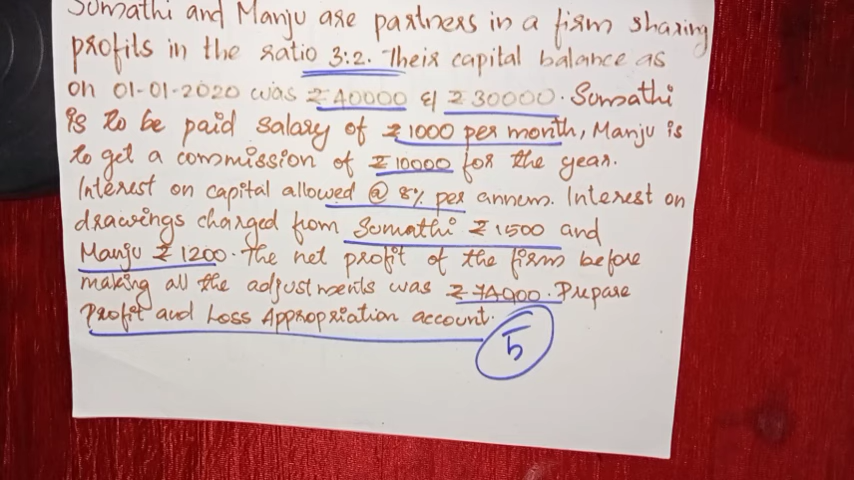 Sumathi and Manju are partners in a firm sharing
profits in the ratio 3:2. Their capital balance as
on 01-01-2020 was ₹40000 & ₹30000. Sumathi
is to be paid salary of ₹1000 per month, Manju is
to get a commission of ₹10000 for the year.
Interest on capital allowed @ 8% per annem. Interest on
drawings charged from Sumathi ₹1500 and
Manju ₹1200. The net profit of the firm before
making all the adjustments was ₹74000. Prepare
Profit and Loss Appropriation account.
5